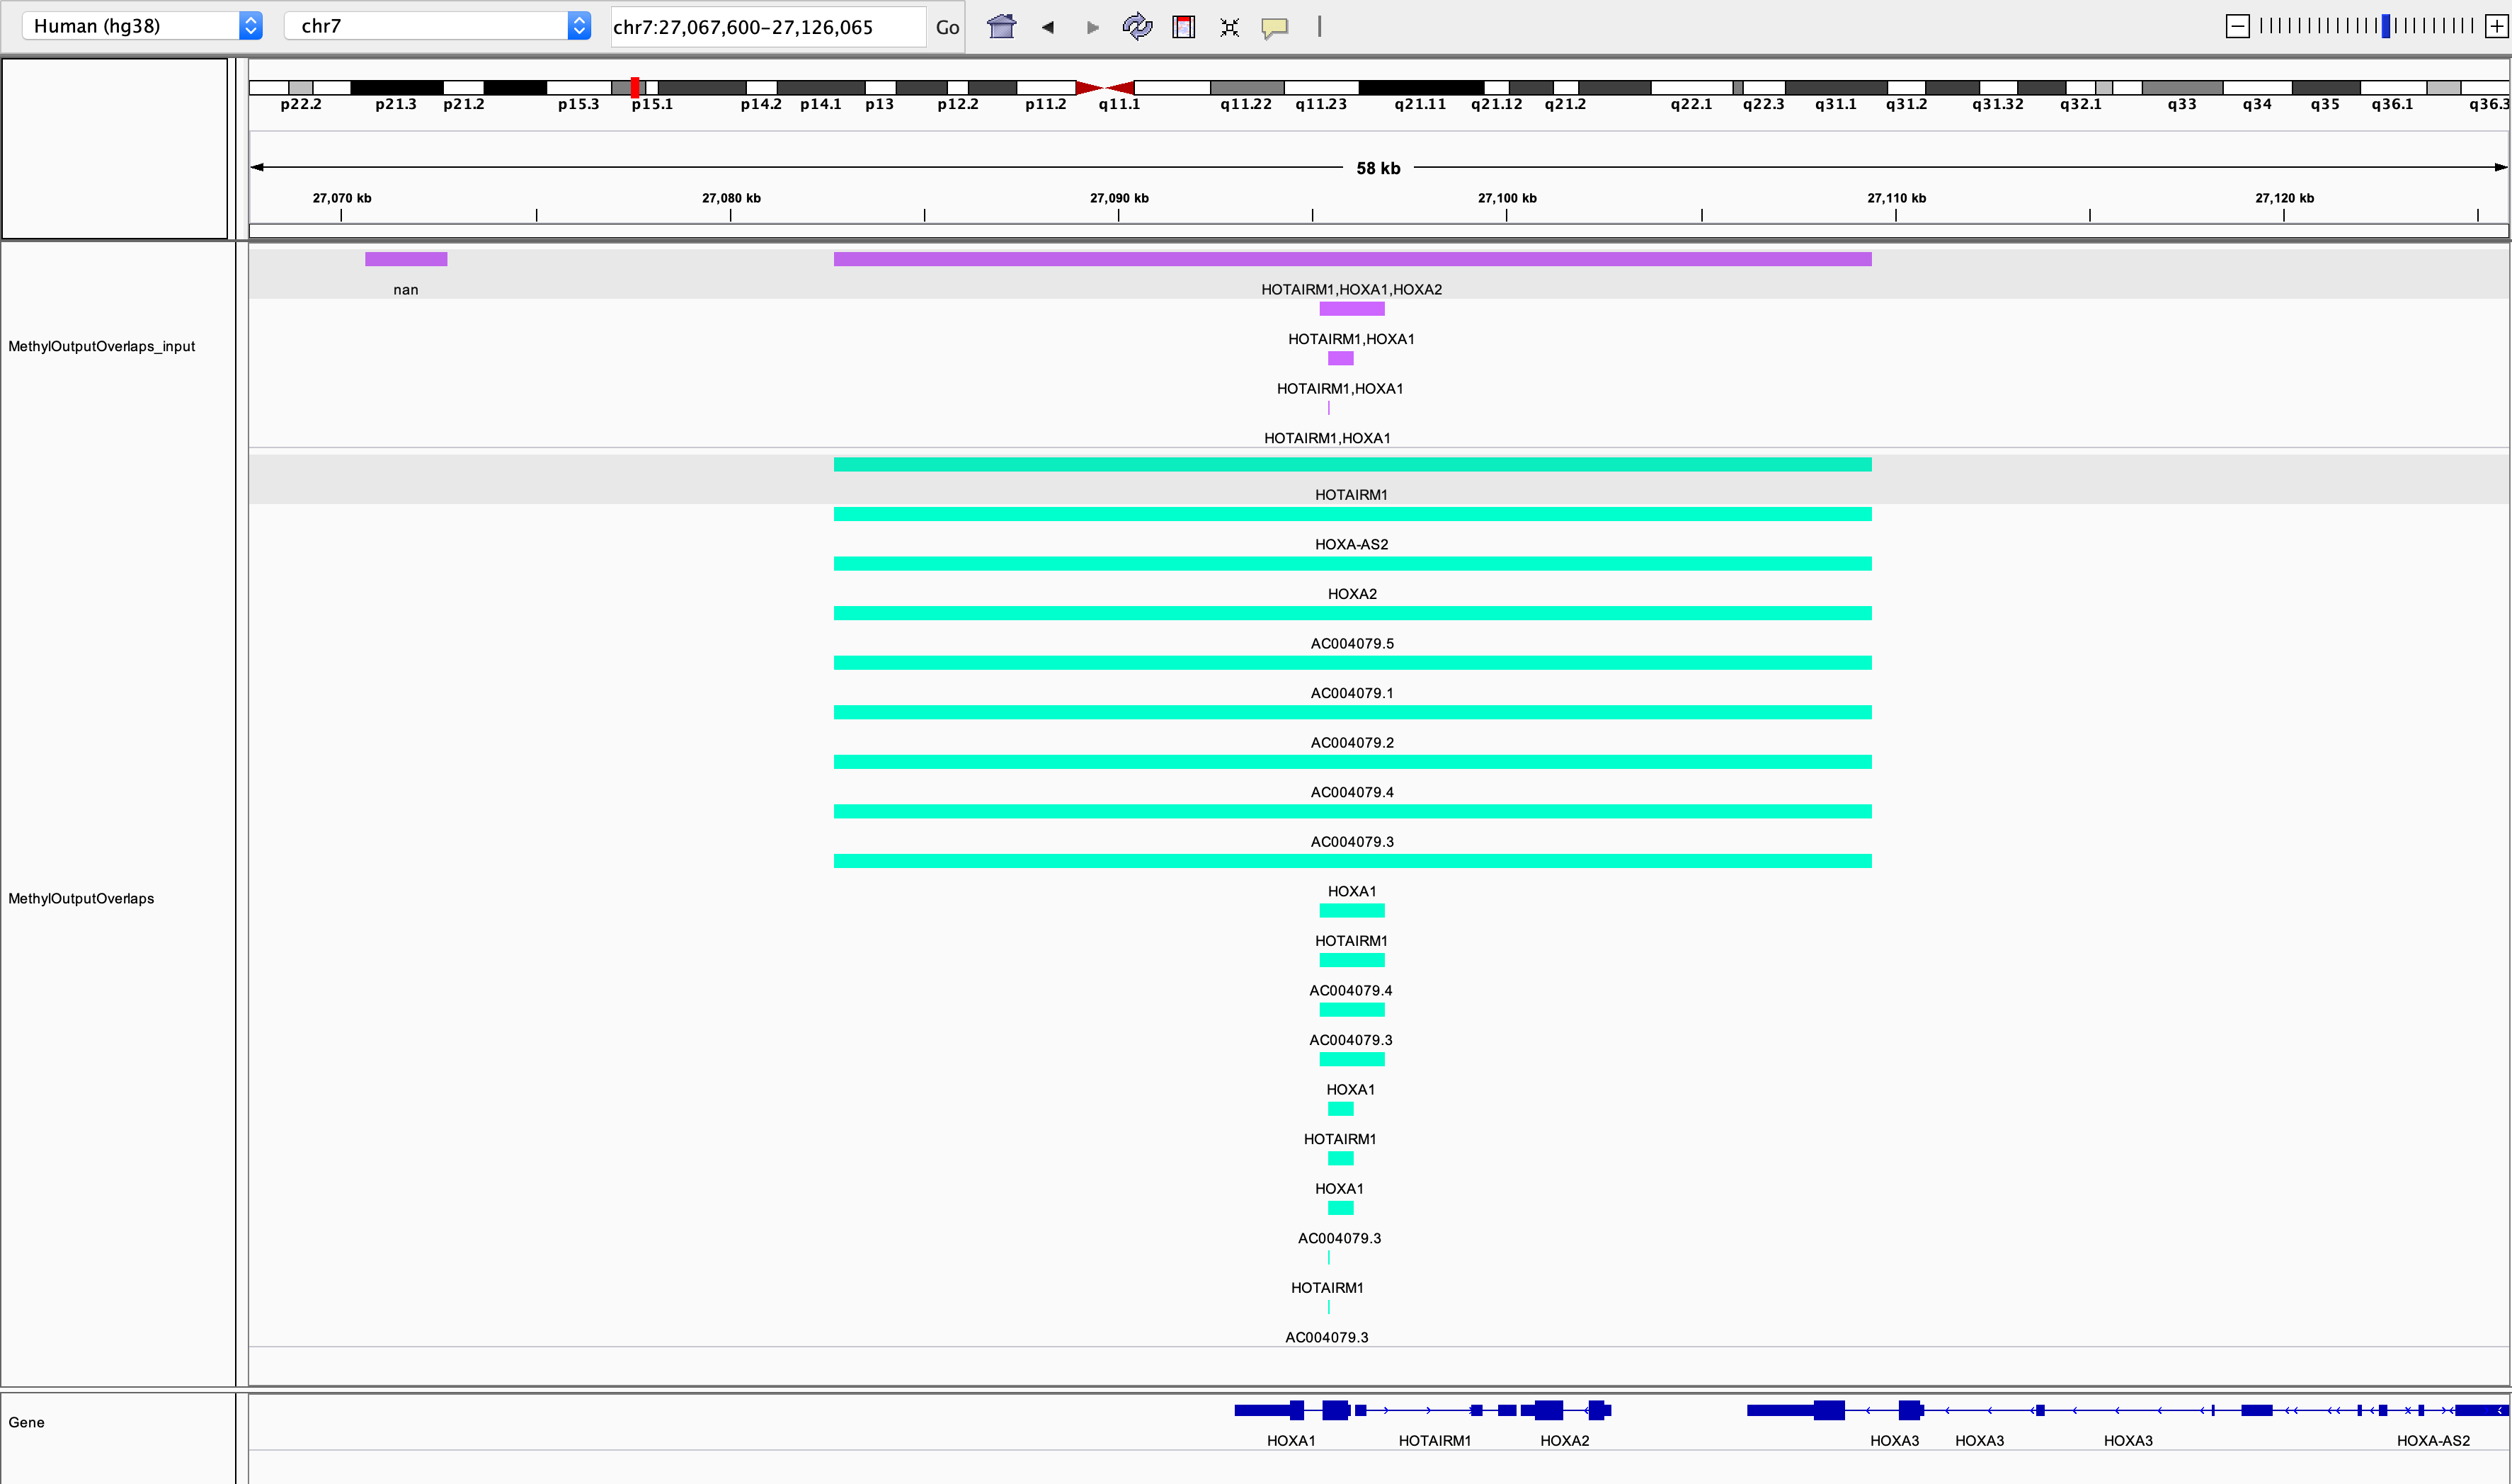 Human (hg38) chr7 chr7:27,067,600-27,126,065 Go
p22.2 p21.3 p21.2 p15.3 p15.1 p14.2 p14.1 p13 p12.2 p11.2 q11.1 q11.22 q11.23 q21.11 q21.12 q21.2 q22.1 q22.3 q31.1 q31.2 q31.32 q32.1 q33 q34 q35 q36.1 q36.3
58 kb
27,070 kb 27,080 kb 27,090 kb 27,100 kb 27,110 kb 27,120 kb
nan HOTAIRM1,HOXA1,HOXA2
HOTAIRM1,HOXA1
MethylOutputOverlaps_input
HOTAIRM1,HOXA1
HOTAIRM1,HOXA1
HOTAIRM1
HOXA-AS2
HOXA2
AC004079.5
AC004079.1
AC004079.2
AC004079.4
AC004079.3
HOXA1
MethylOutputOverlaps
HOTAIRM1
AC004079.4
AC004079.3
HOXA1
HOTAIRM1
HOXA1
AC004079.3
HOTAIRM1
AC004079.3
Gene
HOXA1 HOTAIRM1 HOXA2 HOXA3 HOXA3 HOXA3 HOXA-AS2